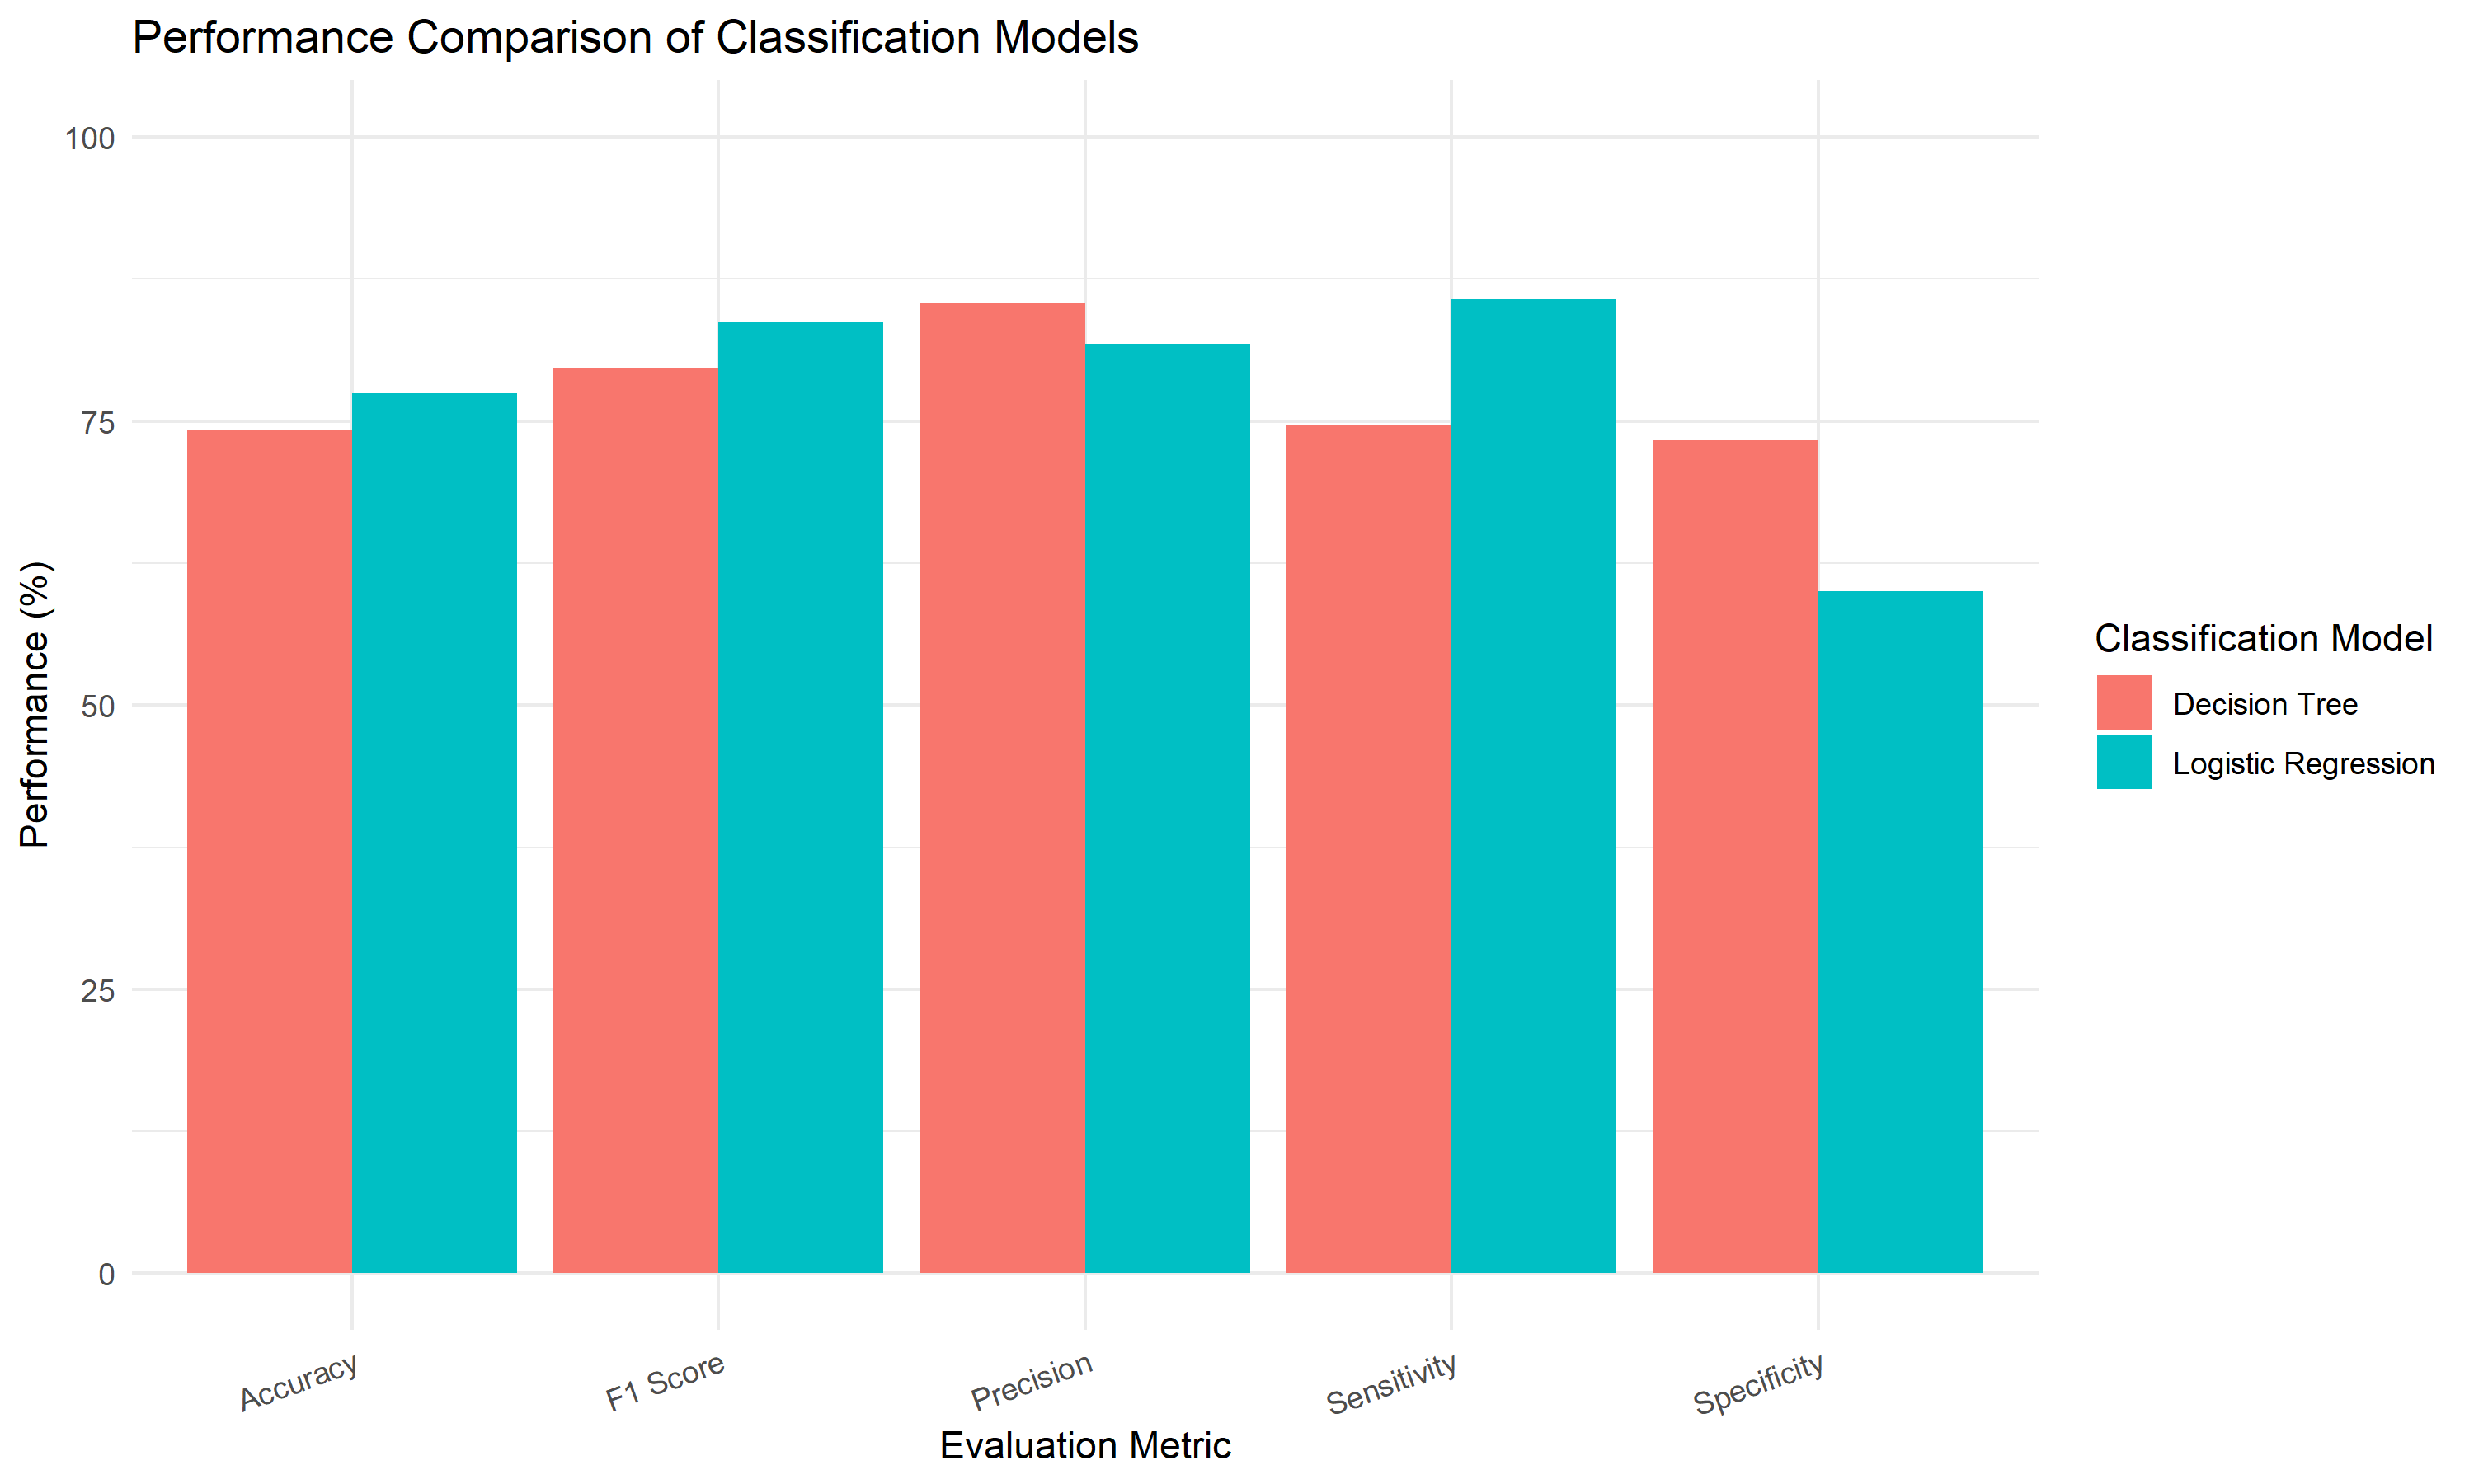 Performance Comparison of Classification Models
100
75
50
25
0
Performance (%)
Accuracy
F1 Score
Precision
Sensitivity
Specificity
Evaluation Metric
Classification Model
Decision Tree
Logistic Regression